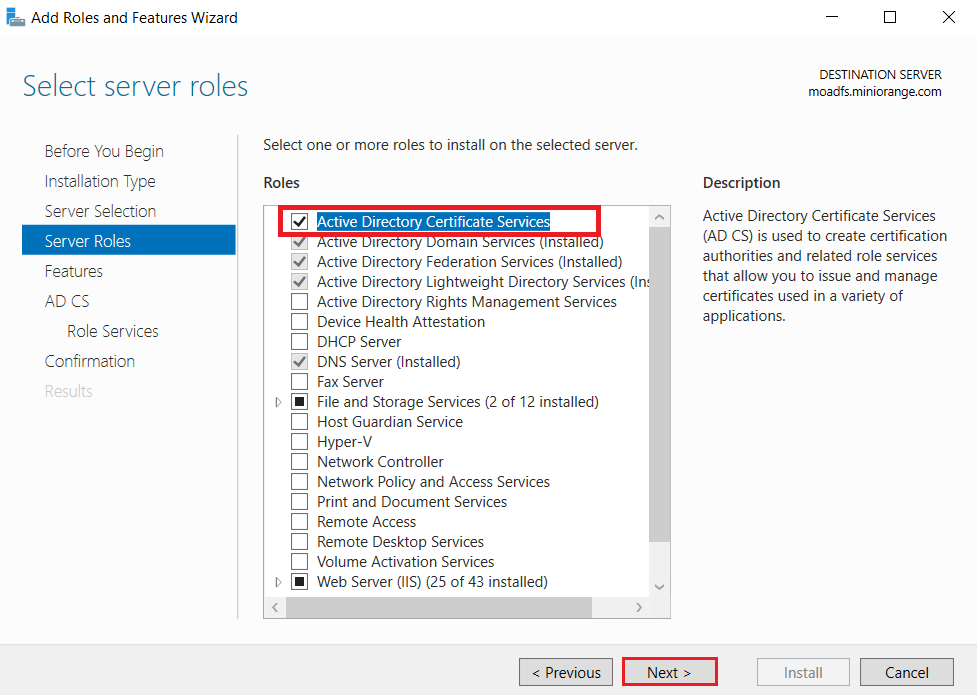 Add Roles and Features Wizard
Select server roles
DESTINATION SERVER
moadfs.miniorange.com
Before You Begin
Installation Type
Server Selection
Server Roles
Features
AD CS
Role Services
Confirmation
Results
Select one or more roles to install on the selected server.
Roles
Active Directory Certificate Services
Active Directory Domain Services (Installed)
Active Directory Federation Services (Installed)
Active Directory Lightweight Directory Services (Ins
Active Directory Rights Management Services
Device Health Attestation
DHCP Server
DNS Server (Installed)
Fax Server
File and Storage Services (2 of 12 installed)
Host Guardian Service
Hyper-V
Network Controller
Network Policy and Access Services
Print and Document Services
Remote Access
Remote Desktop Services
Volume Activation Services
Web Server (IIS) (25 of 43 installed)
Description
Active Directory Certificate Services
(AD CS) is used to create certification
authorities and related role services
that allow you to issue and manage
certificates used in a variety of
applications.
< Previous
Next >
Install
Cancel